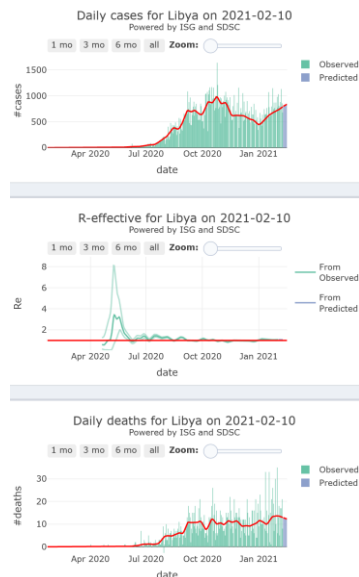 Daily cases for Libya on 2021-02-10
Powered by ISG and SDSC
1 mo 3 mo 6 mo all Zoom:
Observed
Predicted
1500
1000
500
0
#cases
Apr 2020 Jul 2020 Oct 2020 Jan 2021
date
R-effective for Libya on 2021-02-10
Powered by ISG and SDSC
1 mo 3 mo 6 mo all Zoom:
From
Observed
From
Predicted
8
6
4
2
Re
Apr 2020 Jul 2020 Oct 2020 Jan 2021
date
Daily deaths for Libya on 2021-02-10
Powered by ISG and SDSC
1 mo 3 mo 6 mo all Zoom:
Observed
Predicted
30
20
10
0
#deaths
Apr 2020 Jul 2020 Oct 2020 Jan 2021
date